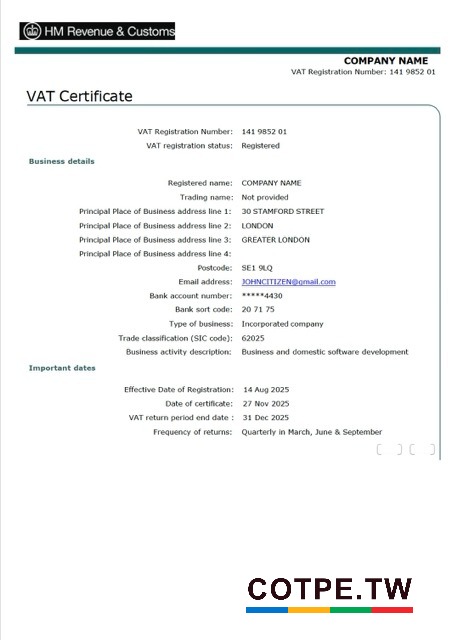 HM Revenue & Customs
COMPANY NAME
VAT Registration Number: 141 9852 01
VAT Certificate
VAT Registration Number: 141 9852 01
VAT registration status: Registered
Business details
Registered name: COMPANY NAME
Trading name: Not provided
Principal Place of Business address line 1: 30 STAMFORD STREET
Principal Place of Business address line 2: LONDON
Principal Place of Business address line 3: GREATER LONDON
Principal Place of Business address line 4:
Postcode: SE1 9LQ
Email address: JOHNCITIZEN@gmail.com
Bank account number: *****4430
Bank sort code: 20 71 75
Type of business: Incorporated company
Trade classification (SIC code): 62025
Business activity description: Business and domestic software development
Important dates
Effective Date of Registration: 14 Aug 2025
Date of certificate: 27 Nov 2025
VAT return period end date : 31 Dec 2025
Frequency of returns: Quarterly in March, June & September
COTPE.TW